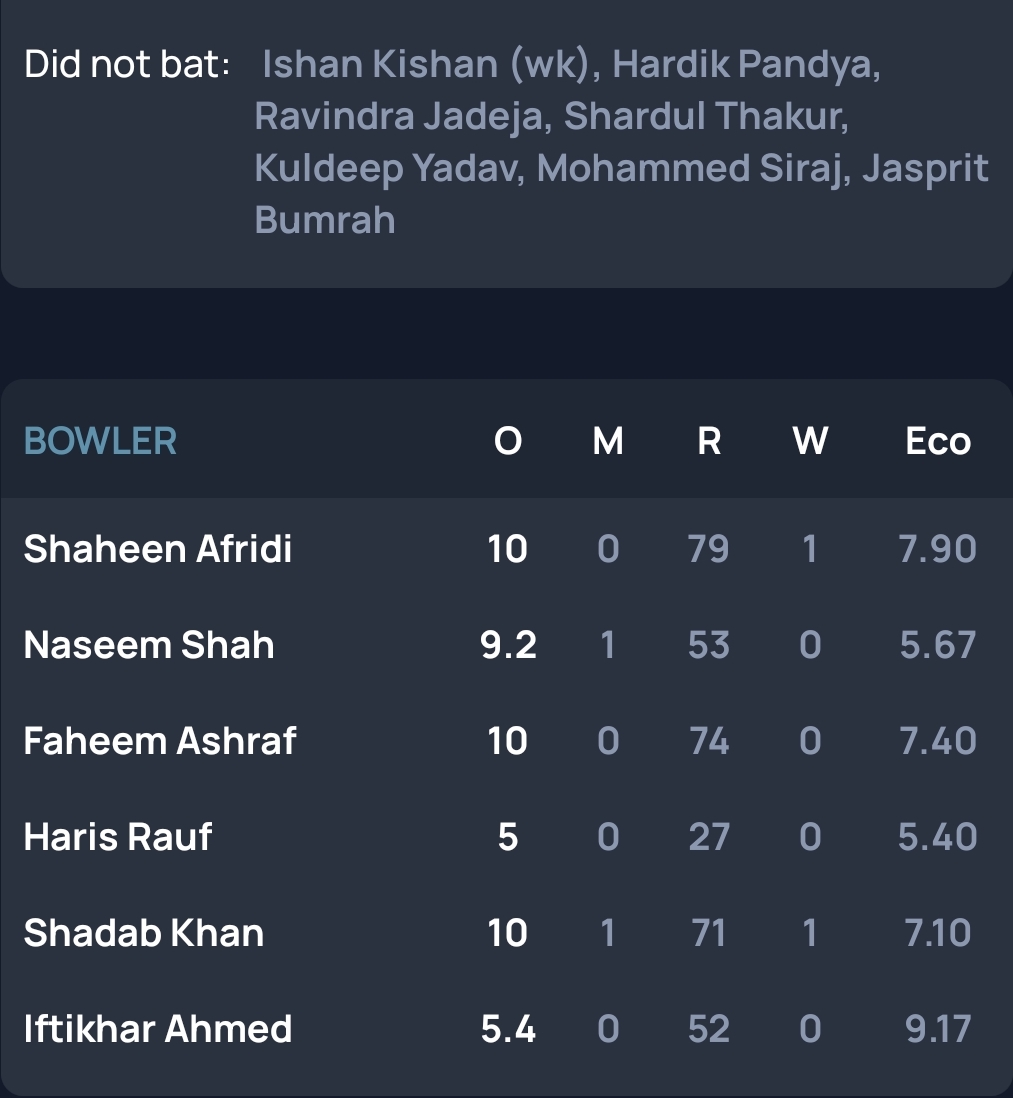 Did not bat: Ishan Kishan (wk), Hardik Pandya,
Ravindra Jadeja, Shardul Thakur,
Kuldeep Yadav, Mohammed Siraj, Jasprit
Bumrah
BOWLER O M R W Eco
Shaheen Afridi 10 0 79 1 7.90
Naseem Shah 9.2 1 53 0 5.67
Faheem Ashraf 10 0 74 0 7.40
Haris Rauf 5 0 27 0 5.40
Shadab Khan 10 1 71 1 7.10
Iftikhar Ahmed 5.4 0 52 0 9.17